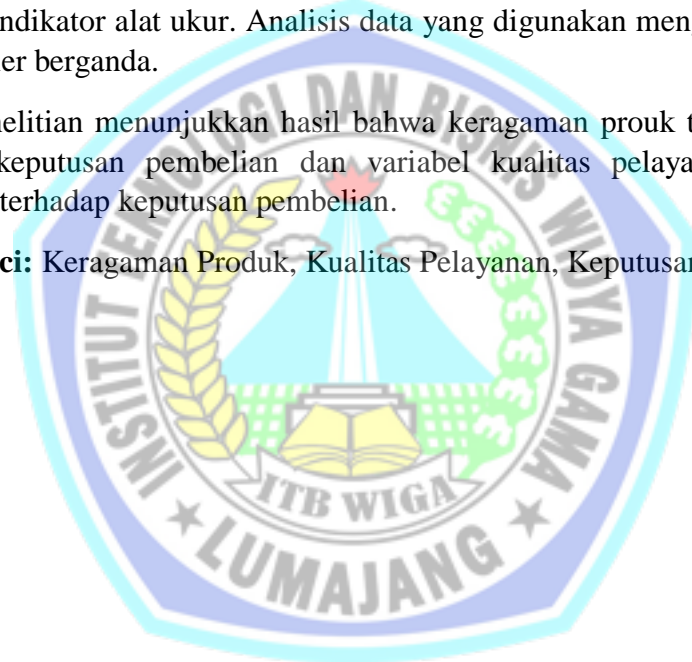 ndikator alat ukur. Analisis data yang digunakan men
er berganda.
nelitian menunjukkan hasil bahwa keragaman prouk t
keputusan pembelian dan variabel kualitas pelaya
terhadap keputusan pembelian.
ci: Keragaman Produk, Kualitas Pelayanan, Keputusan
INSTITUT TEKNOLOGI DAN BISNIS WIDYA GAMA
ITB WIGA
LUMAJANG